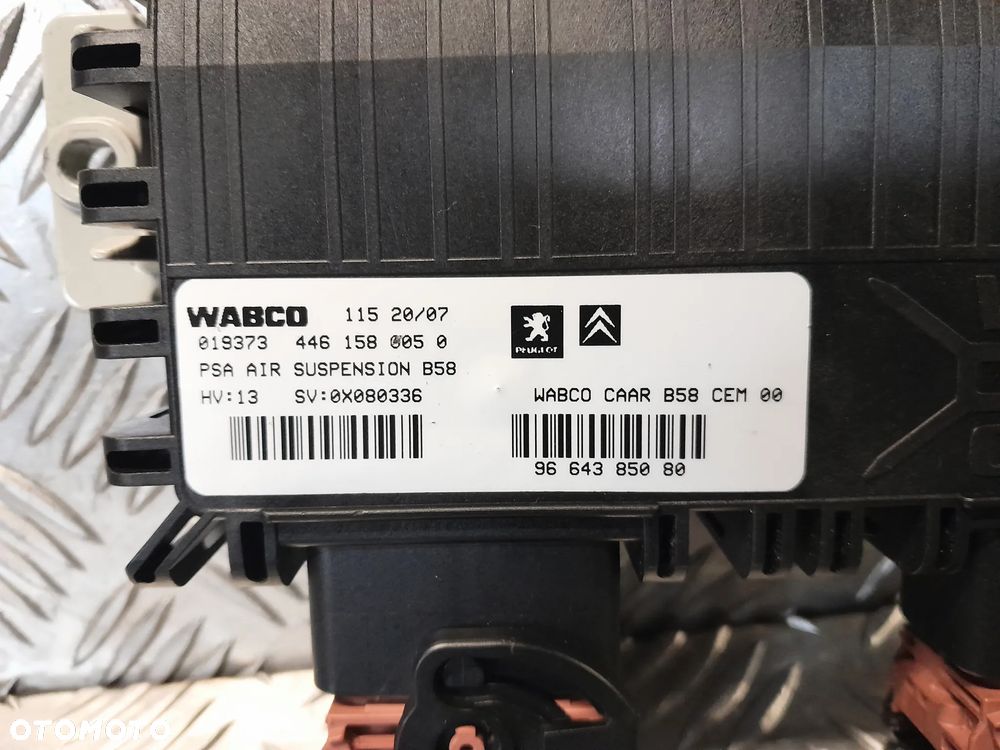 WABCO 115 20/07
019373 446 158 005 0
PSA AIR SUSPENSION B58
HV:13 SV:0X080336
PEUGEOT
WABCO CAAR B58 CEM 00
96 643 850 80
OTOMOTO